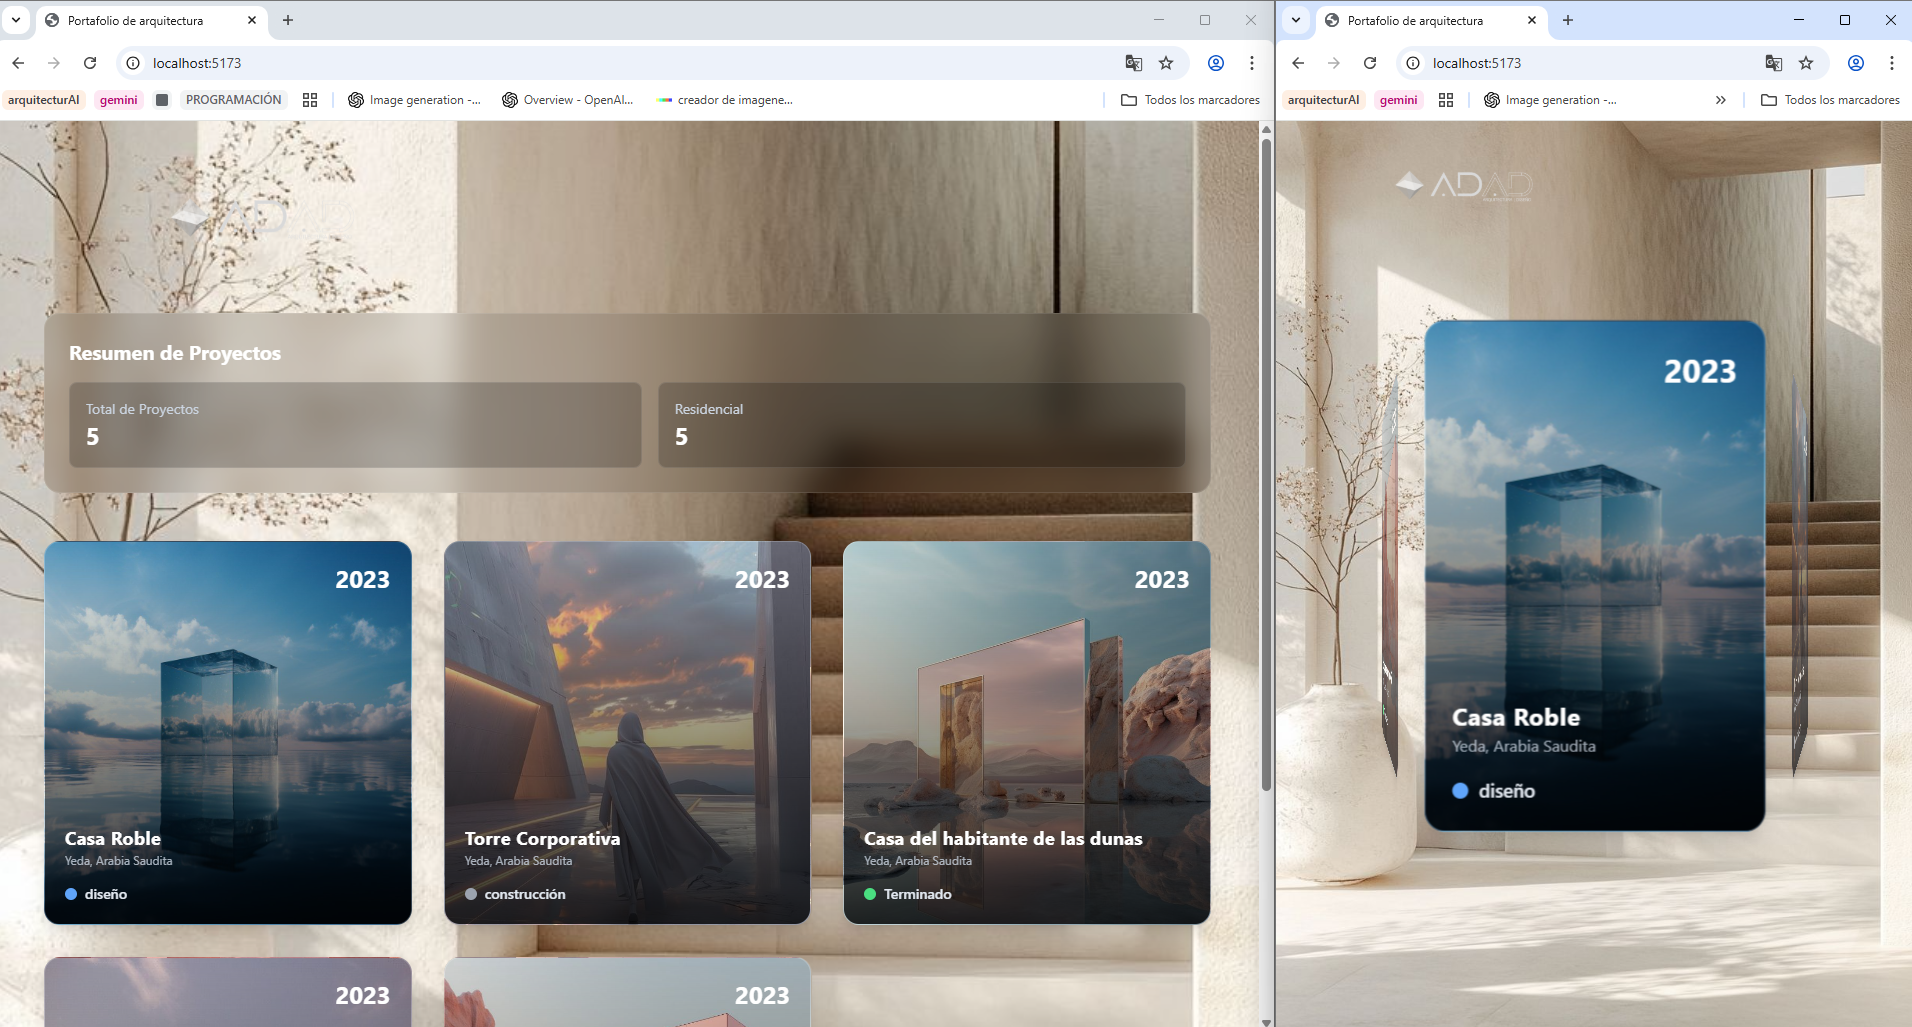 Portafolio de arquitectura
localhost:5173
arquitecturAI
gemini
PROGRAMACIÓN
Image generation -...
Overview - OpenAI...
creador de imagene...
Todos los marcadores
AD
Resumen de Proyectos
Total de Proyectos
5
Residencial
5
2023
Casa Roble
Yeda, Arabia Saudita
diseño
2023
Torre Corporativa
Yeda, Arabia Saudita
construcción
2023
Casa del habitante de las dunas
Yeda, Arabia Saudita
Terminado
2023
2023
Portafolio de arquitectura
localhost:5173
arquitecturAI
gemini
Image generation -...
Todos los marcadores
ADAD
2023
Casa Roble
Yeda, Arabia Saudita
diseño